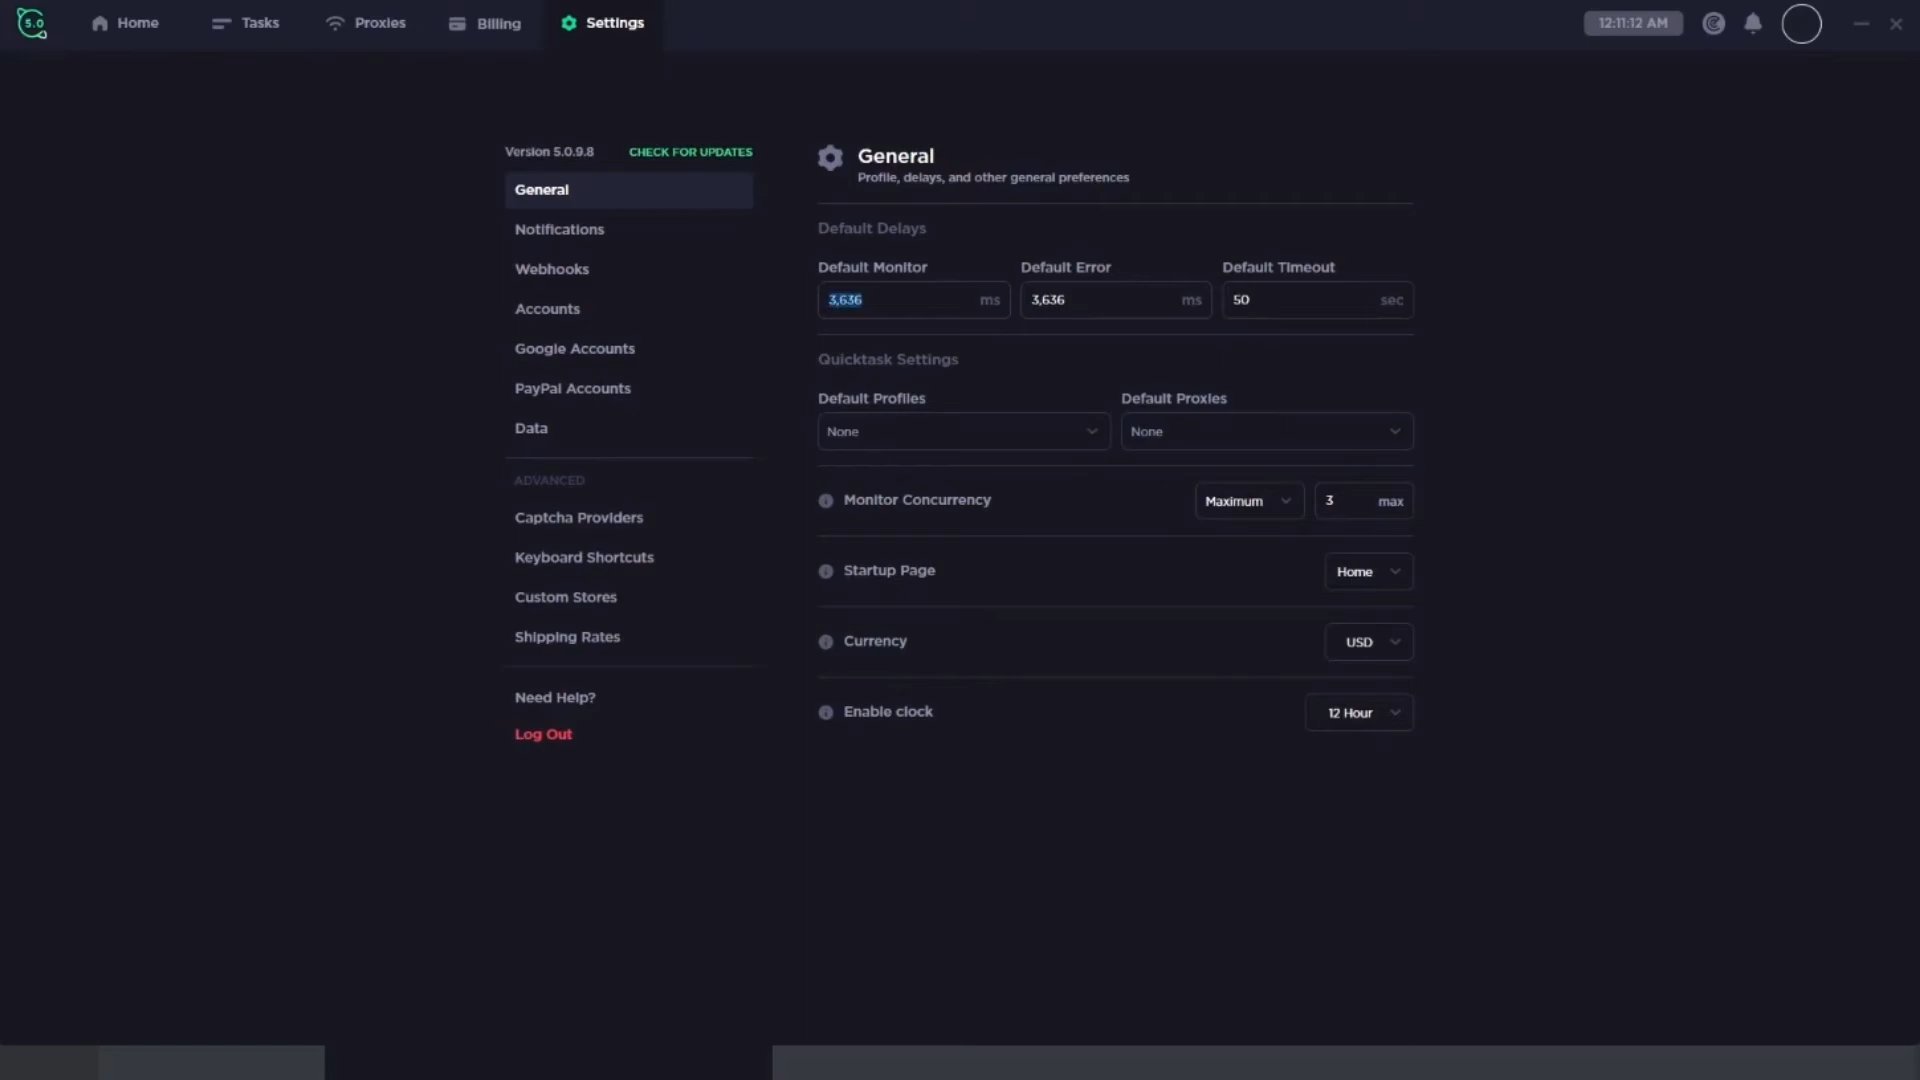 5.0
Home
Tasks
Proxies
Billing
Settings
12:11:12 AM
Version 5.0.9.8
CHECK FOR UPDATES
General
Notifications
Webhooks
Accounts
Google Accounts
PayPal Accounts
Data
ADVANCED
Captcha Providers
Keyboard Shortcuts
Custom Stores
Shipping Rates
Need Help?
Log Out
General
Profile, delays, and other general preferences
Default Delays
Default Monitor
Default Error
Default Timeout
3,636 ms
3,636 ms
50 sec
Quicktask Settings
Default Profiles
Default Proxies
None
None
Monitor Concurrency
Maximum
3 max
Startup Page
Home
Currency
USD
Enable clock
12 Hour